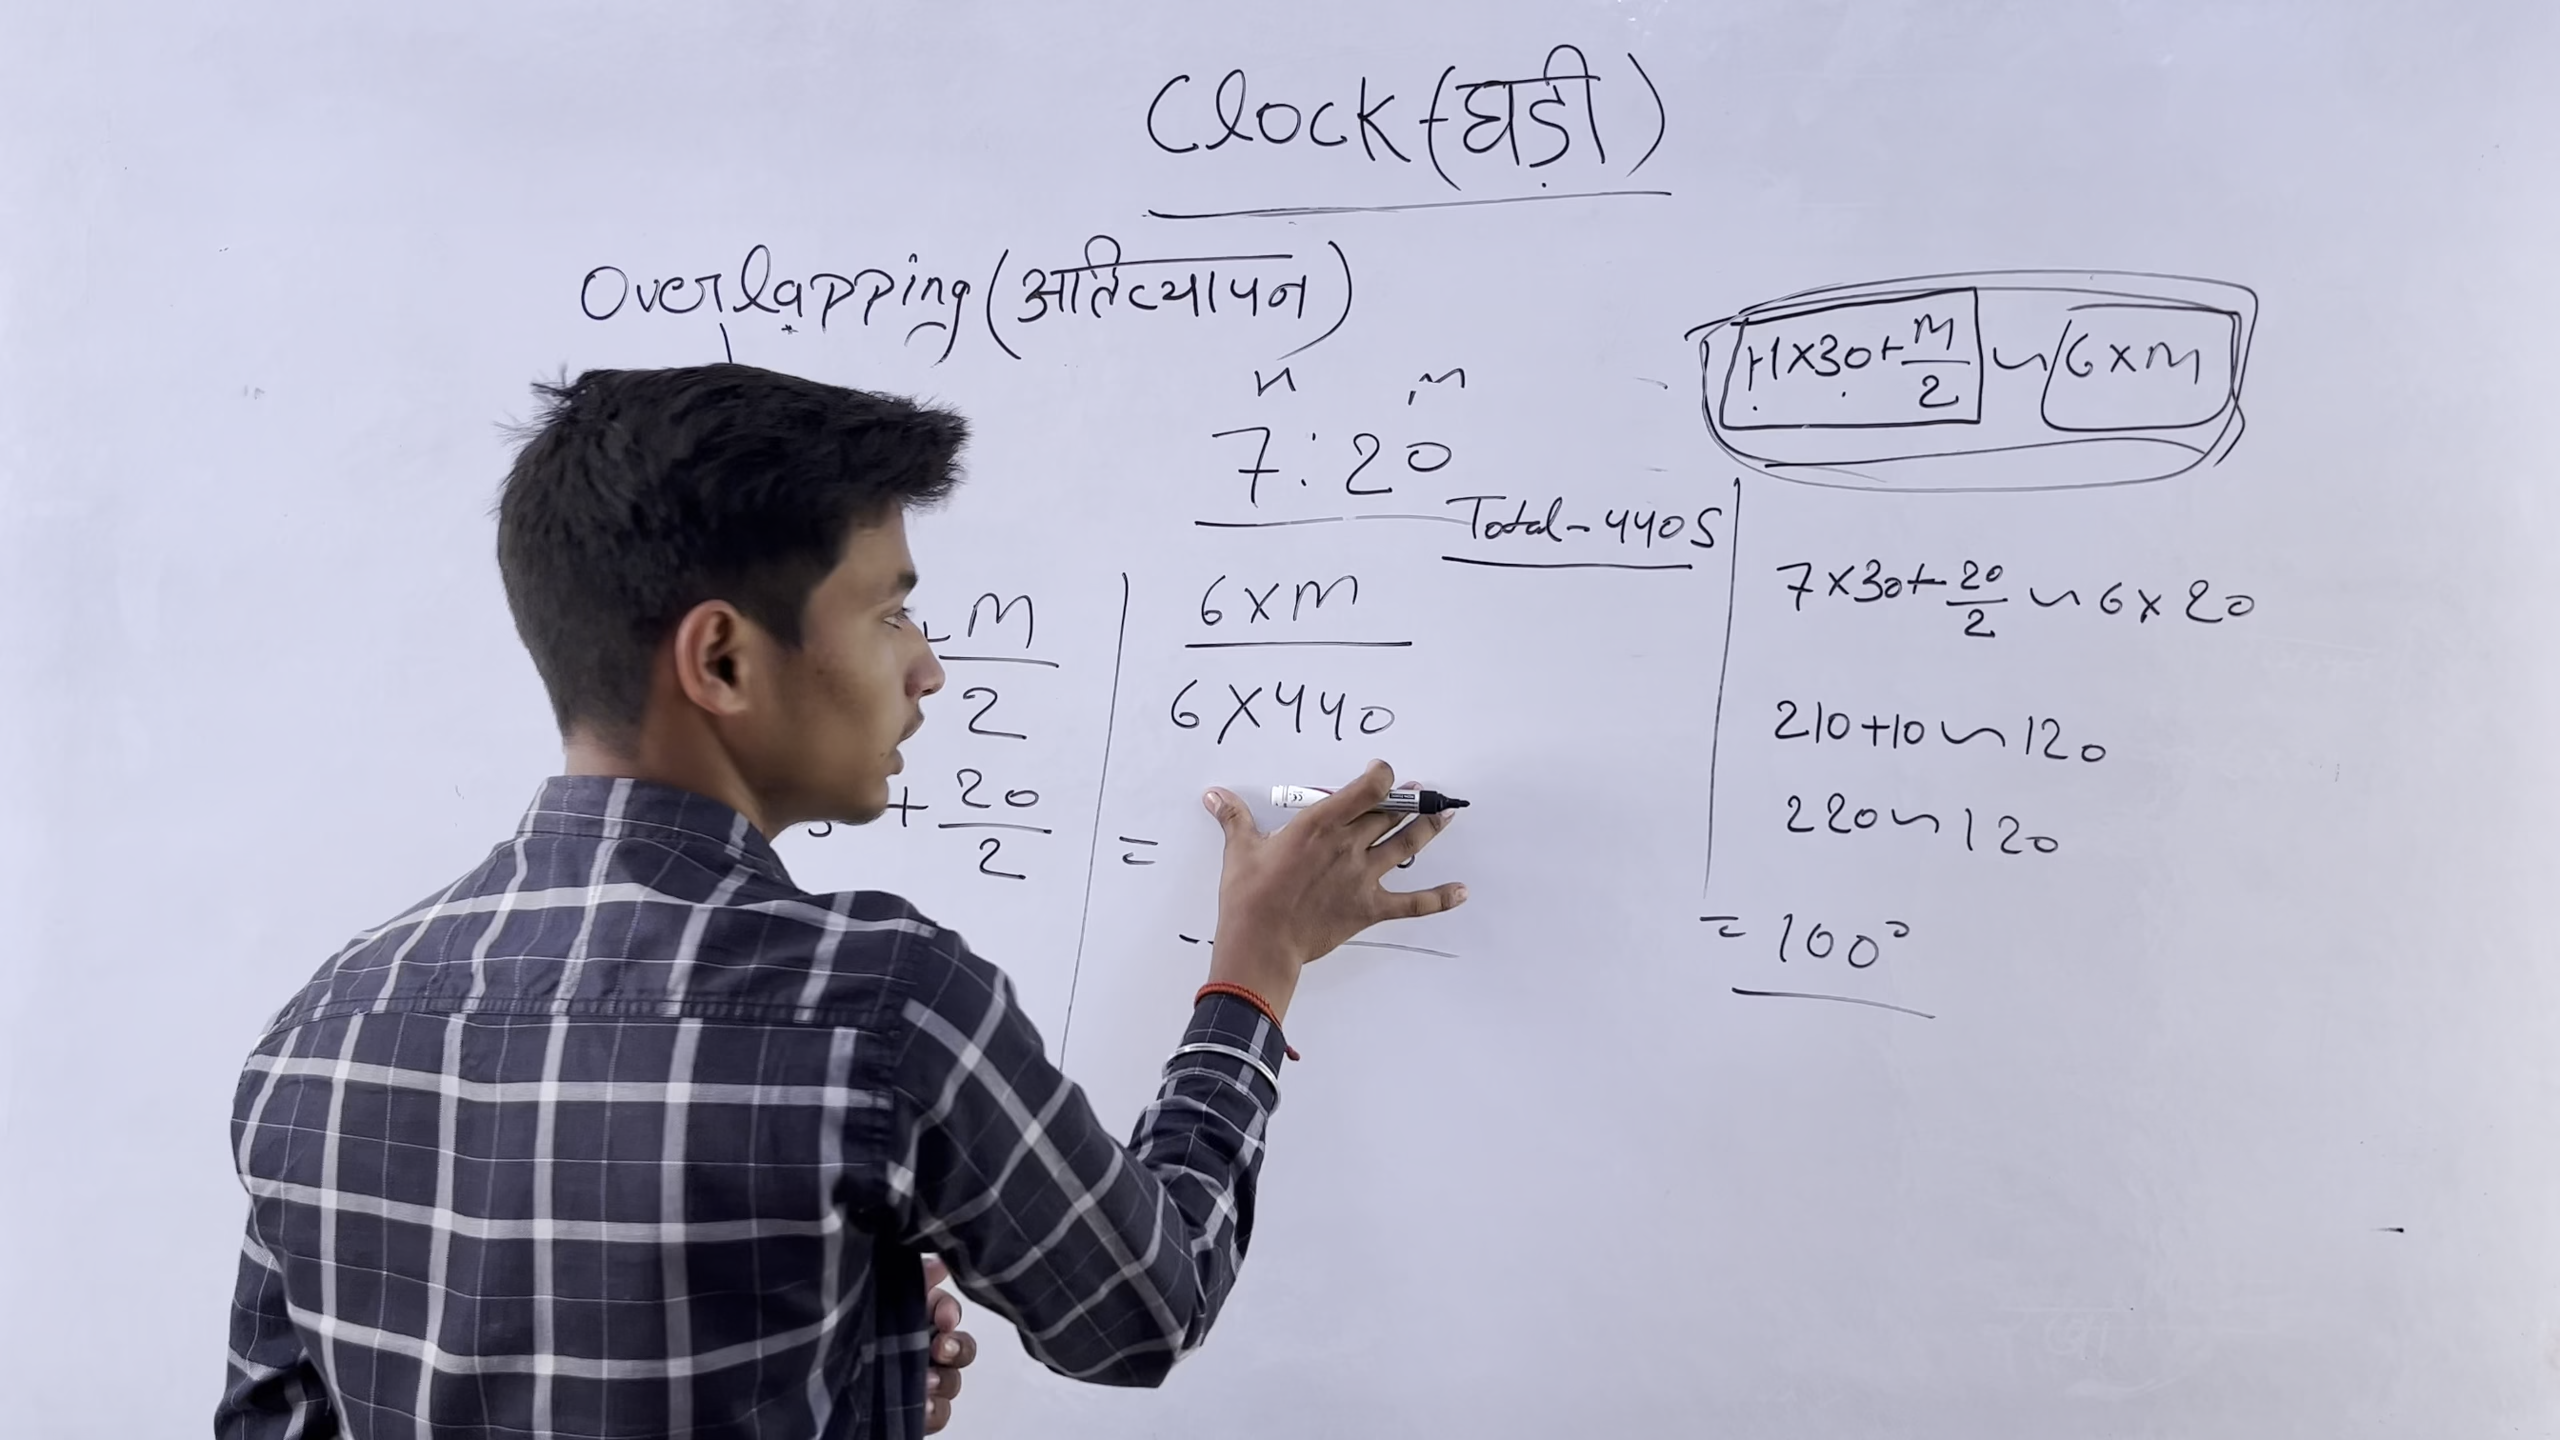 Clock (घड़ी)
Overlapping (अतिव्यापन)
H M
7:20
Total - 440 S
H×30+M/2 ~ 6×M
+ M/2
+ 20/2
6×M
6×440
=
7×30+20/2 ~ 6×20
210+10 ~ 120
220 ~ 120
= 100°